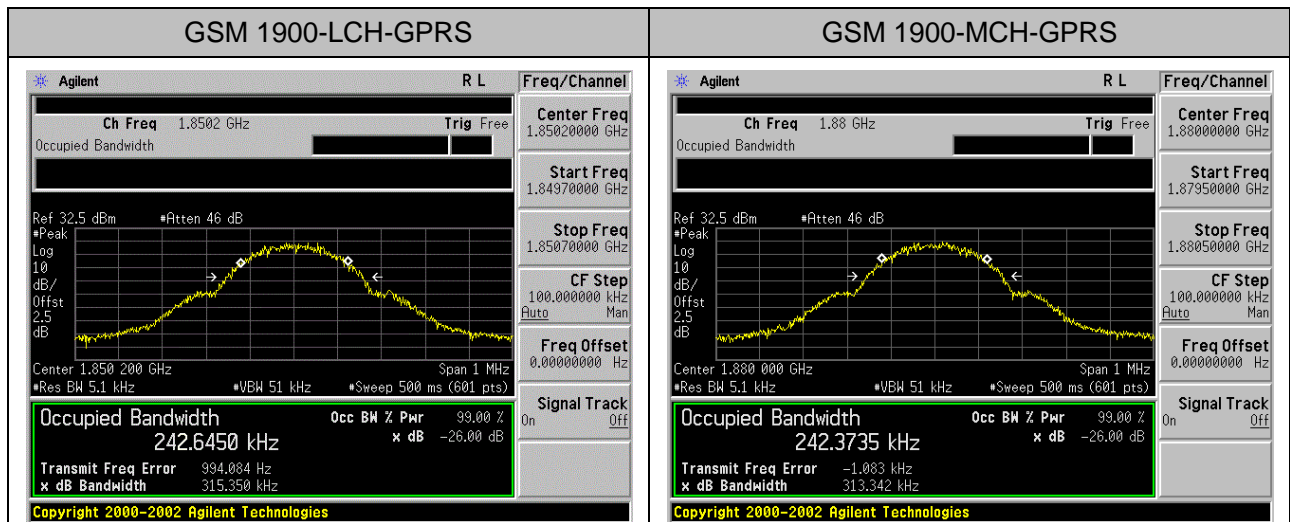 GSM 1900-LCH-GPRS
Agilent R L Freq/Channel
Ch Freq 1.8502 GHz Trig Free
Occupied Bandwidth
Center Freq
1.85020000 GHz
Start Freq
1.84970000 GHz
Stop Freq
1.85070000 GHz
CF Step
100.000000 kHz
Auto Man
Freq Offset
0.00000000 Hz
Signal Track
On Off
Ref 32.5 dBm #Atten 46 dB
#Peak
Log
10
dB/
Offst
2.5
dB
Center 1.850 200 GHz Span 1 MHz
#Res BW 5.1 kHz #VBW 51 kHz #Sweep 500 ms (601 pts)
Occupied Bandwidth Occ BW % Pwr 99.00 %
242.6450 kHz x dB -26.00 dB
Transmit Freq Error 994.084 Hz
x dB Bandwidth 315.350 kHz
Copyright 2000-2002 Agilent Technologies
GSM 1900-MCH-GPRS
Agilent R L Freq/Channel
Ch Freq 1.88 GHz Trig Free
Occupied Bandwidth
Center Freq
1.88000000 GHz
Start Freq
1.87950000 GHz
Stop Freq
1.88050000 GHz
CF Step
100.000000 kHz
Auto Man
Freq Offset
0.00000000 Hz
Signal Track
On Off
Ref 32.5 dBm #Atten 46 dB
#Peak
Log
10
dB/
Offst
2.5
dB
Center 1.880 000 GHz Span 1 MHz
#Res BW 5.1 kHz #VBW 51 kHz #Sweep 500 ms (601 pts)
Occupied Bandwidth Occ BW % Pwr 99.00 %
242.3735 kHz x dB -26.00 dB
Transmit Freq Error -1.083 kHz
x dB Bandwidth 313.342 kHz
Copyright 2000-2002 Agilent Technologies